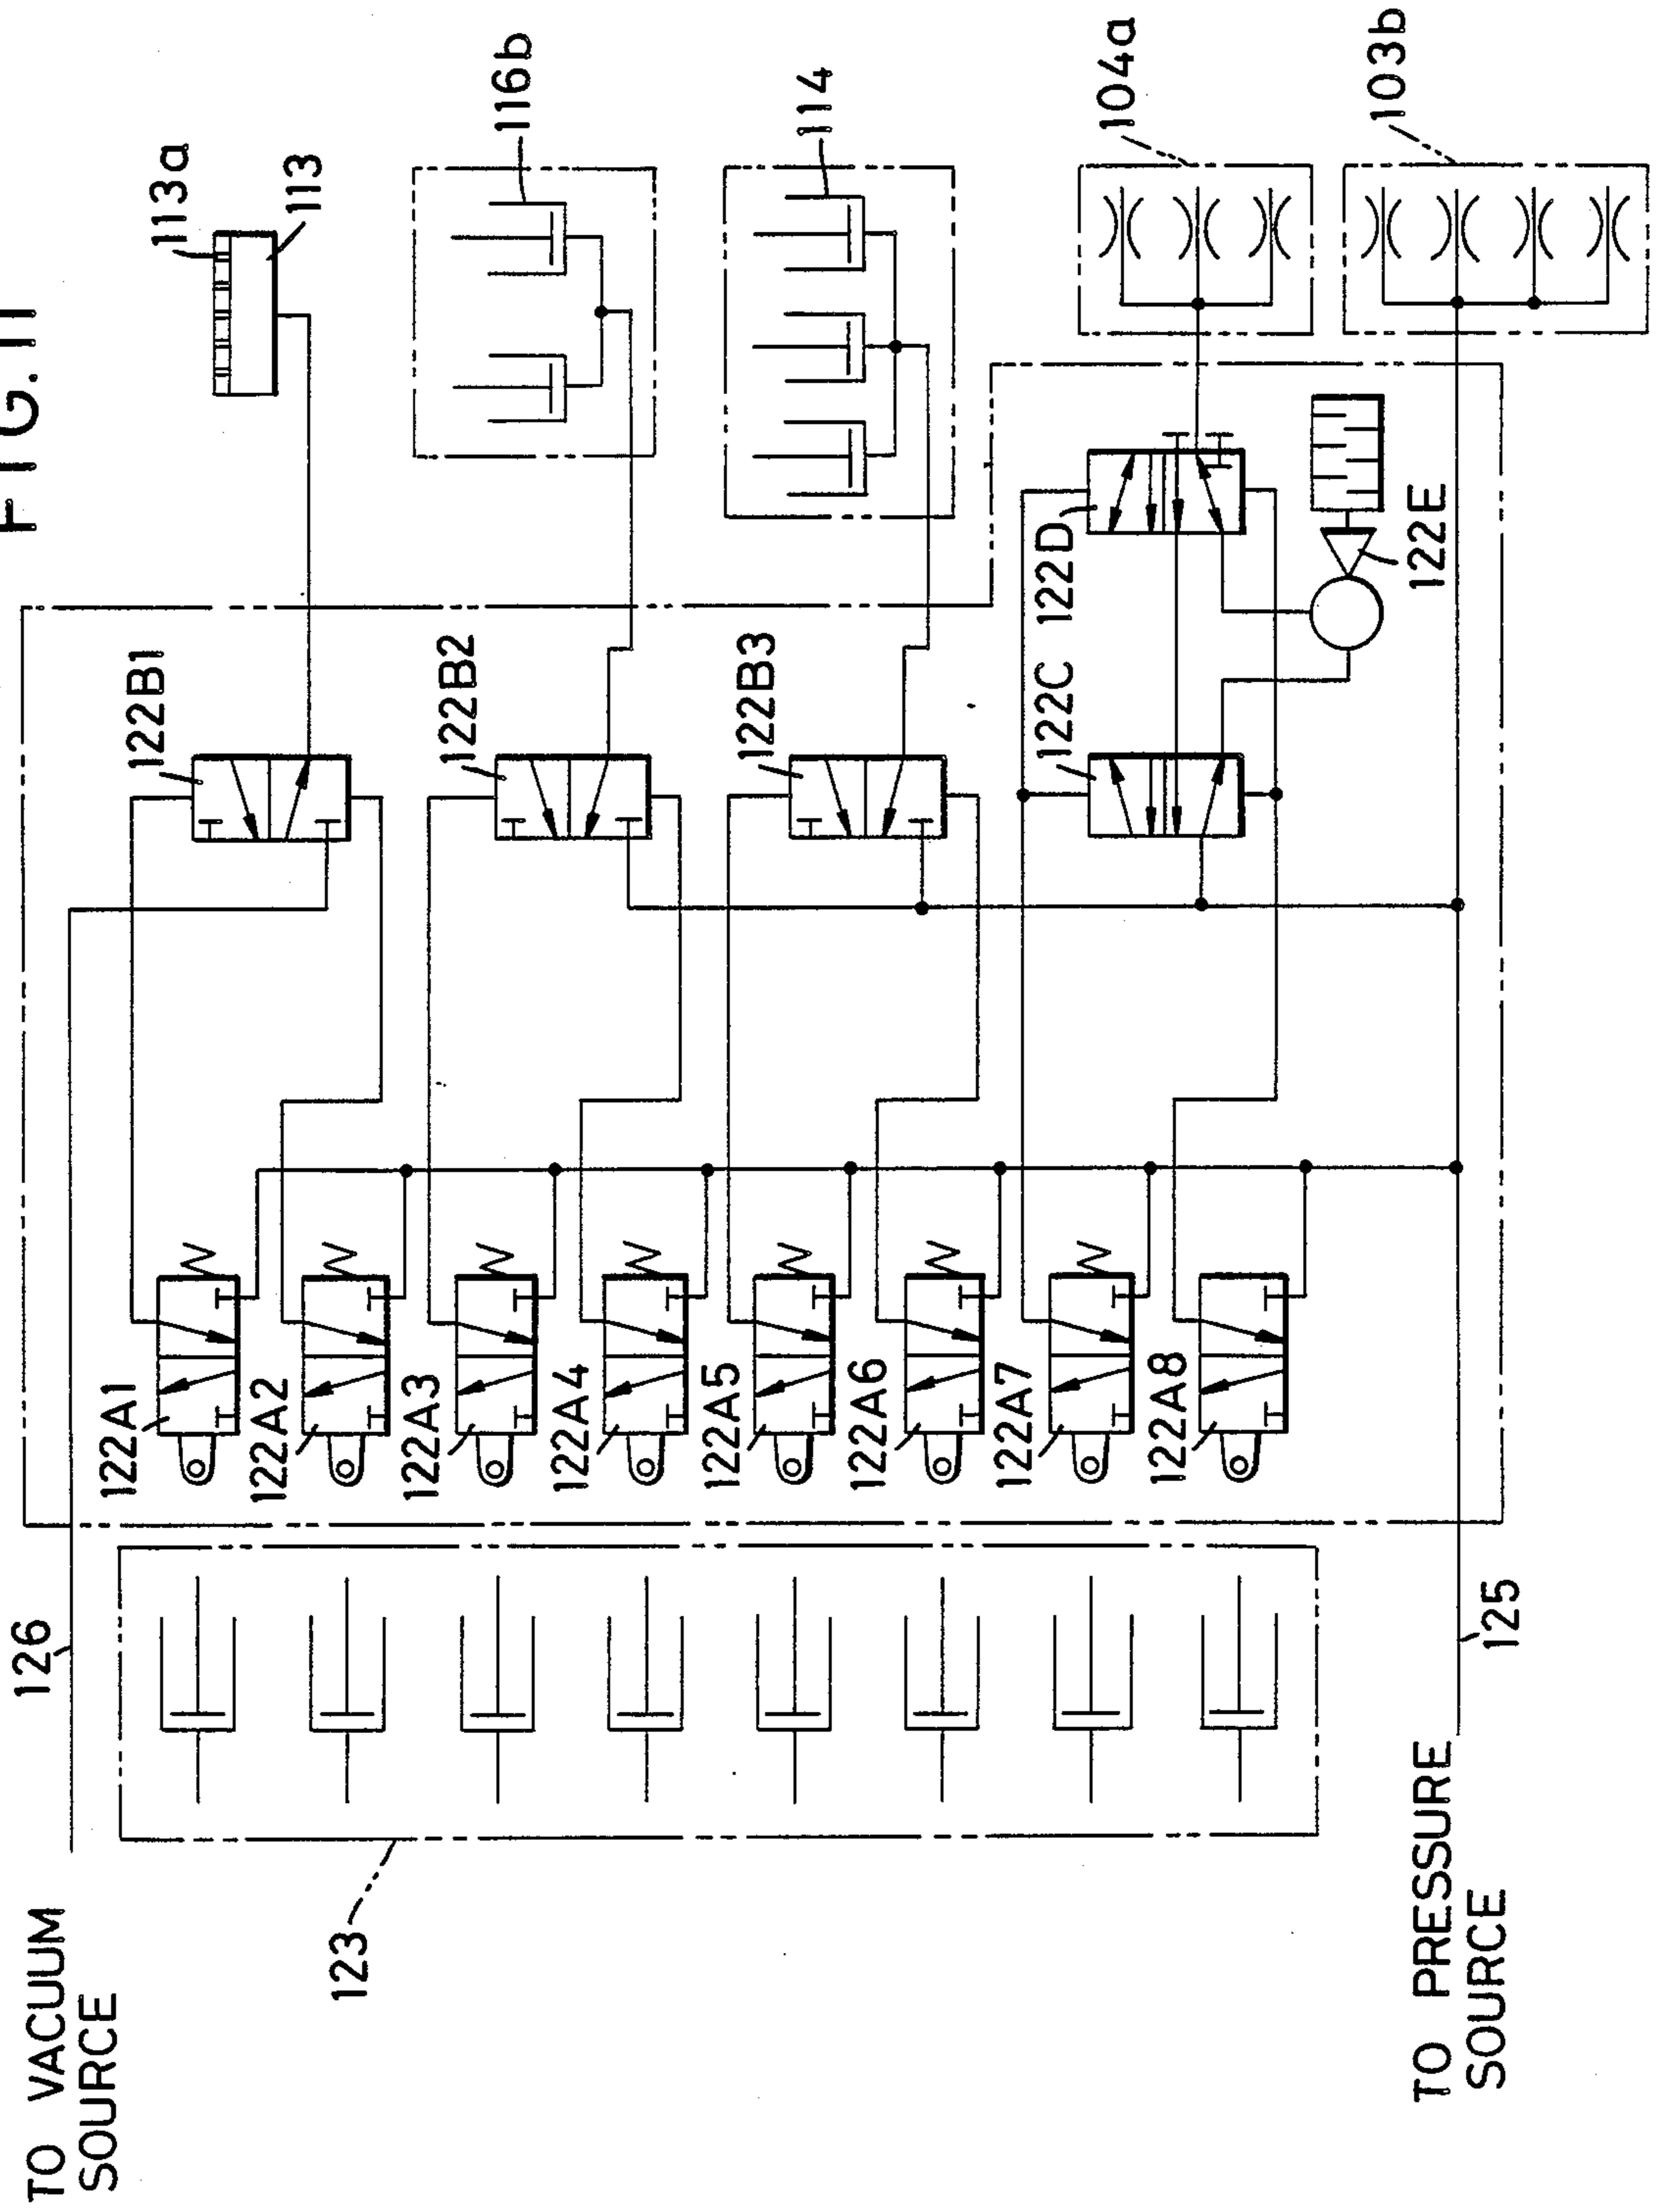 FIG. 11
113a
113
116b
114
104a
103b
122B1
122B2
122B3
122C
122D
122E
122A1
122A2
122A3
122A4
122A5
122A6
122A7
122A8
126
125
123
TO VACUUM
SOURCE
TO PRESSURE
SOURCE